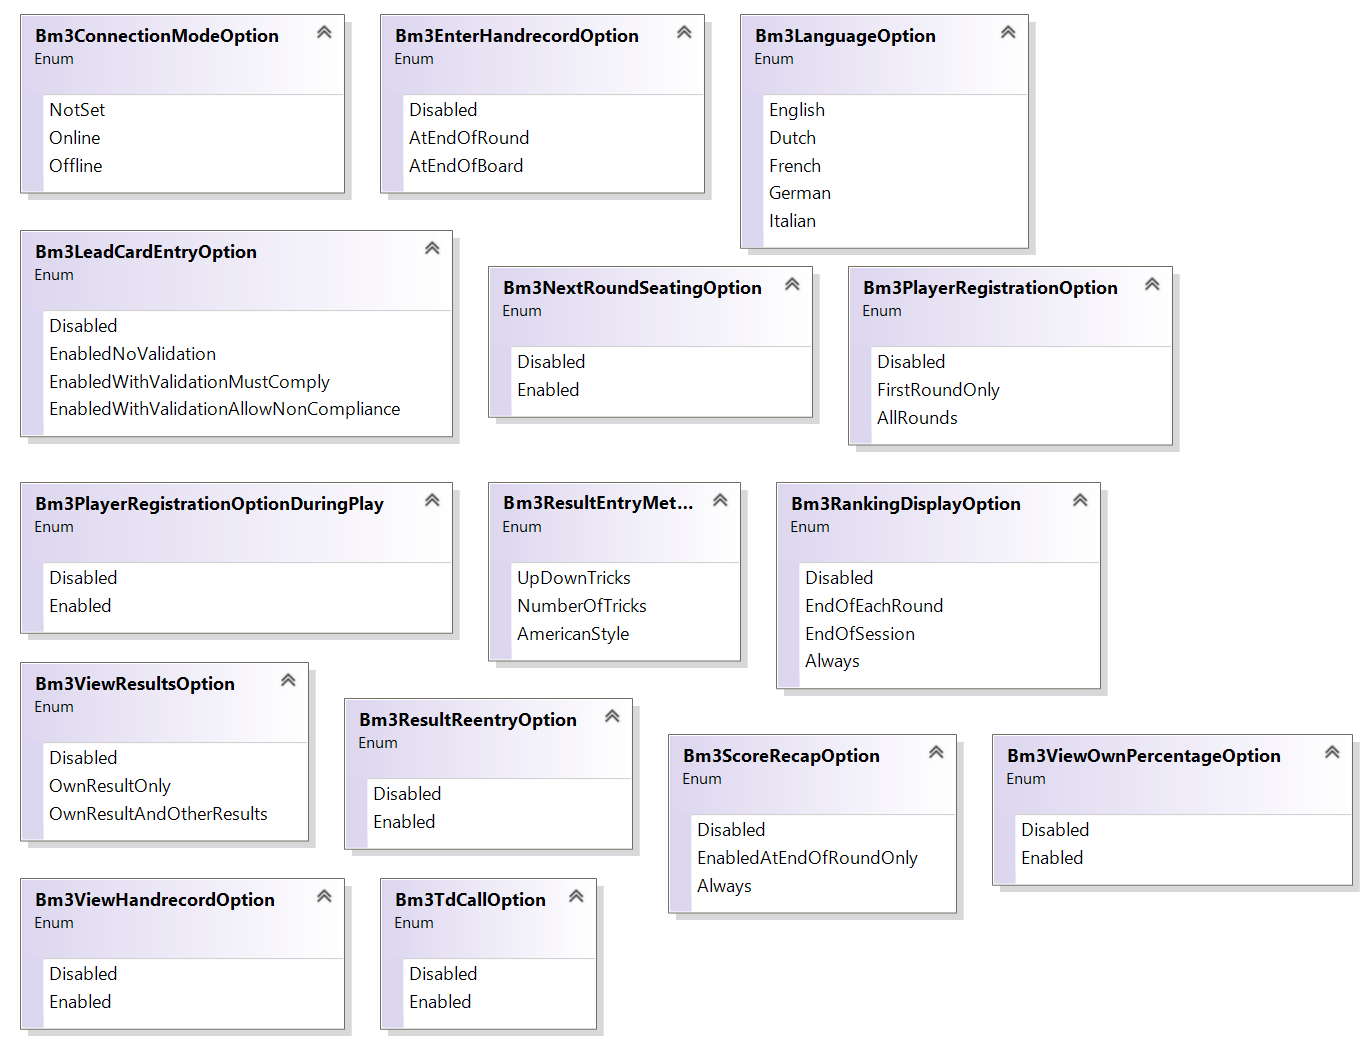 Bm3ConnectionModeOption
Enum
NotSet
Online
Offline
Bm3EnterHandrecordOption
Enum
Disabled
AtEndOfRound
AtEndOfBoard
Bm3LanguageOption
Enum
English
Dutch
French
German
Italian
Bm3LeadCardEntryOption
Enum
Disabled
EnabledNoValidation
EnabledWithValidationMustComply
EnabledWithValidationAllowNonCompliance
Bm3NextRoundSeatingOption
Enum
Disabled
Enabled
Bm3PlayerRegistrationOption
Enum
Disabled
FirstRoundOnly
AllRounds
Bm3PlayerRegistrationOptionDuringPlay
Enum
Disabled
Enabled
Bm3ResultEntryMet...
Enum
UpDownTricks
NumberOfTricks
AmericanStyle
Bm3RankingDisplayOption
Enum
Disabled
EndOfEachRound
EndOfSession
Always
Bm3ViewResultsOption
Enum
Disabled
OwnResultOnly
OwnResultAndOtherResults
Bm3ResultReentryOption
Enum
Disabled
Enabled
Bm3ScoreRecapOption
Enum
Disabled
EnabledAtEndOfRoundOnly
Always
Bm3ViewOwnPercentageOption
Enum
Disabled
Enabled
Bm3ViewHandrecordOption
Enum
Disabled
Enabled
Bm3TdCallOption
Enum
Disabled
Enabled